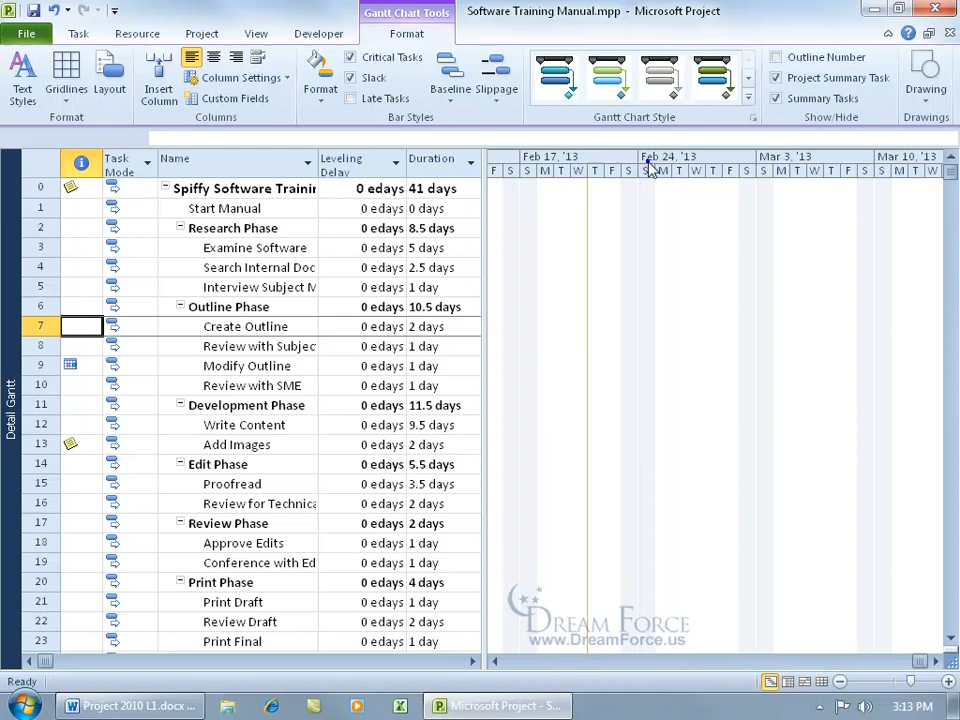 Gantt Chart Tools
Software Training Manual.mpp - Microsoft Project
File Task Resource Project View Developer Format
Text Styles
Gridlines
Layout
Format
Insert Column
Column Settings
Custom Fields
Columns
Format
Critical Tasks
Slack
Late Tasks
Baseline
Slippage
Bar Styles
Gantt Chart Style
Outline Number
Project Summary Task
Summary Tasks
Show/Hide
Drawing
Drawings
Task Mode Name Leveling Delay Duration
Feb 17, '13 Feb 24, '13 Mar 3, '13 Mar 10, '13
F S S M T W T F S S M T W T F S S M T W T F S S M T W
0 Spiffy Software Trainin 0 edays 41 days
1 Start Manual 0 edays 0 days
2 Research Phase 0 edays 8.5 days
3 Examine Software 0 edays 5 days
4 Search Internal Doc 0 edays 2.5 days
5 Interview Subject M 0 edays 1 day
6 Outline Phase 0 edays 10.5 days
7 Create Outline 0 edays 2 days
8 Review with Subjec 0 edays 1 day
9 Modify Outline 0 edays 1 day
10 Review with SME 0 edays 1 day
11 Development Phase 0 edays 11.5 days
12 Write Content 0 edays 9.5 days
13 Add Images 0 edays 2 days
14 Edit Phase 0 edays 5.5 days
15 Proofread 0 edays 3.5 days
16 Review for Technica 0 edays 2 days
17 Review Phase 0 edays 2 days
18 Approve Edits 0 edays 1 day
19 Conference with Ed 0 edays 1 day
20 Print Phase 0 edays 4 days
21 Print Draft 0 edays 1 day
22 Review Draft 0 edays 2 days
23 Print Final 0 edays 1 day
Detail Gantt
DREAM FORCE
www.DreamForce.us
Ready
Project 2010 L1.docx ...
Microsoft Project - S...
3:13 PM